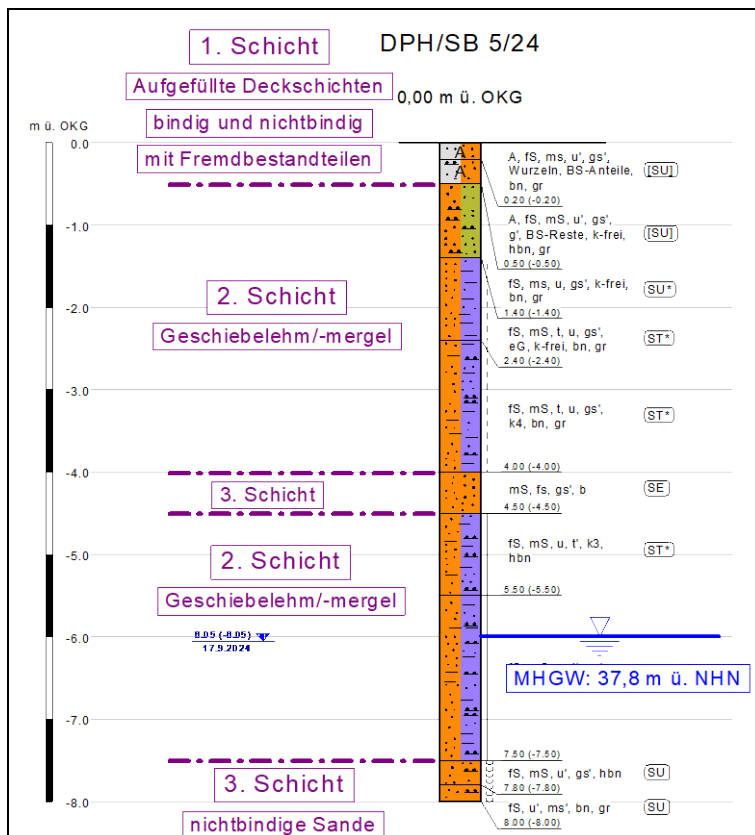 1. Schicht
DPH/SB 5/24
Aufgefüllte Deckschichten
0,00 m ü. OKG
bindig und nichtbindig
m ü. OKG
mit Fremdbestandteilen
0.0
A
A
A, fS, ms, u', gs',
Wurzeln, BS-Anteile,
bn, gr
[SU]
0.20 (-0.20)
-1.0
A, fS, mS, u', gs',
g', BS-Reste, k-frei,
hbn, gr
[SU]
0.50 (-0.50)
fS, ms, u, gs', k-frei,
bn, gr
SU*
1.40 (-1.40)
2. Schicht
-2.0
Geschiebelehm/-mergel
fS, mS, t, u, gs',
eG, k-frei, bn, gr
ST*
2.40 (-2.40)
-3.0
fS, mS, t, u, gs',
k4, bn, gr
ST*
4.00 (-4.00)
-4.0
3. Schicht
mS, fs, gs', b
SE
4.50 (-4.50)
-5.0
2. Schicht
Geschiebelehm/-mergel
fS, mS, u, t', k3,
hbn
ST*
5.50 (-5.50)
-6.0
8.05 (-8.05)
17.9.2024
MHGW: 37,8 m ü. NHN
-7.0
7.50 (-7.50)
3. Schicht
fS, mS, u', gs', hbn
SU
7.80 (-7.80)
-8.0
nichtbindige Sande
fS, u', ms', bn, gr
SU
8.00 (-8.00)